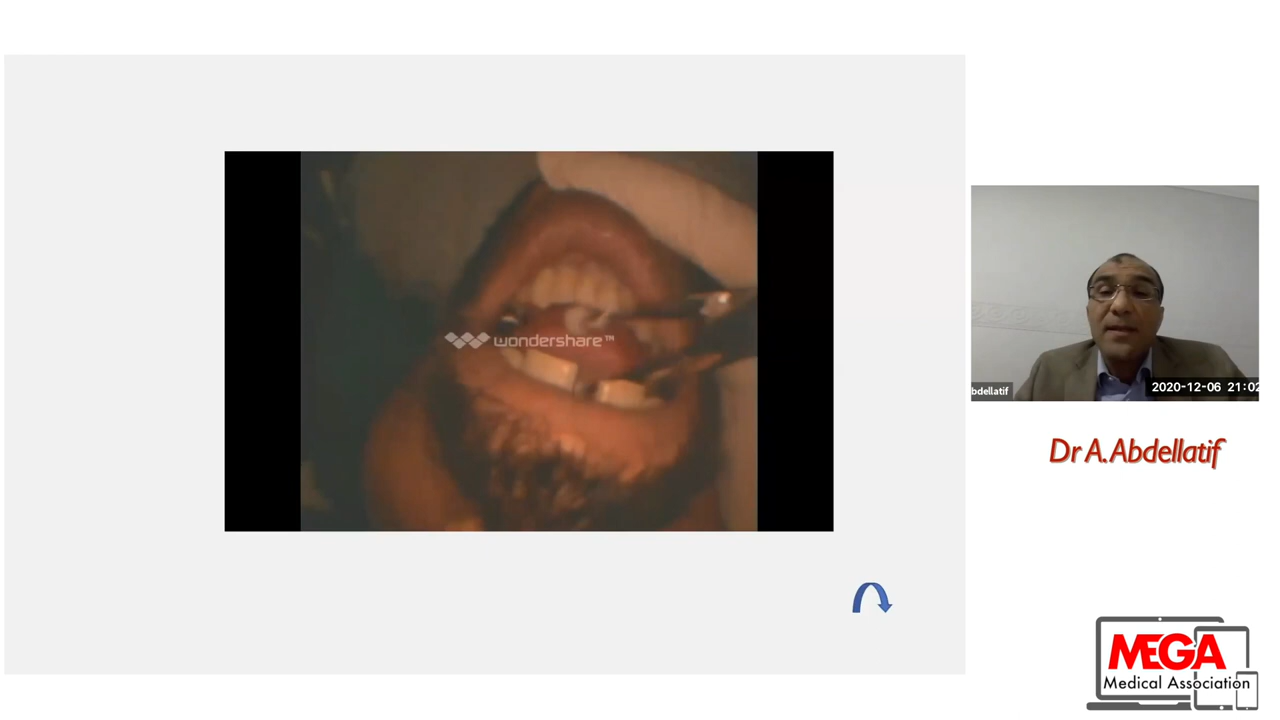 wondershare™
bdellatif
2020-12-06 21:02
Dr A.Abdellatif
MEGA
Medical Association